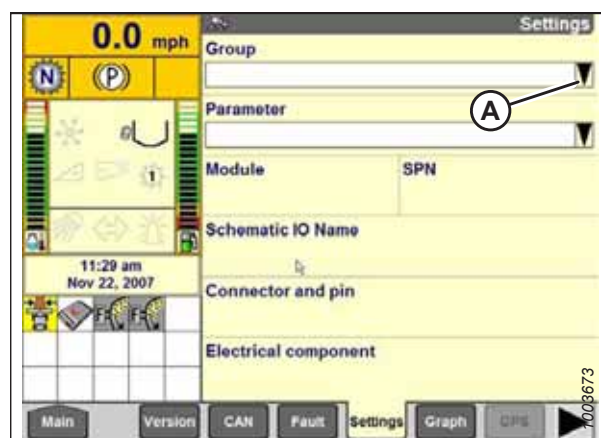 Settings
0.0 mph
N
(P)
Group
A
Parameter
1
Module
SPN
Schematic IO Name
11:29 am
Nov 22, 2007
Connector and pin
Electrical component
Main
Version
CAN
Fault
Settings
Graph
GPS
1003673